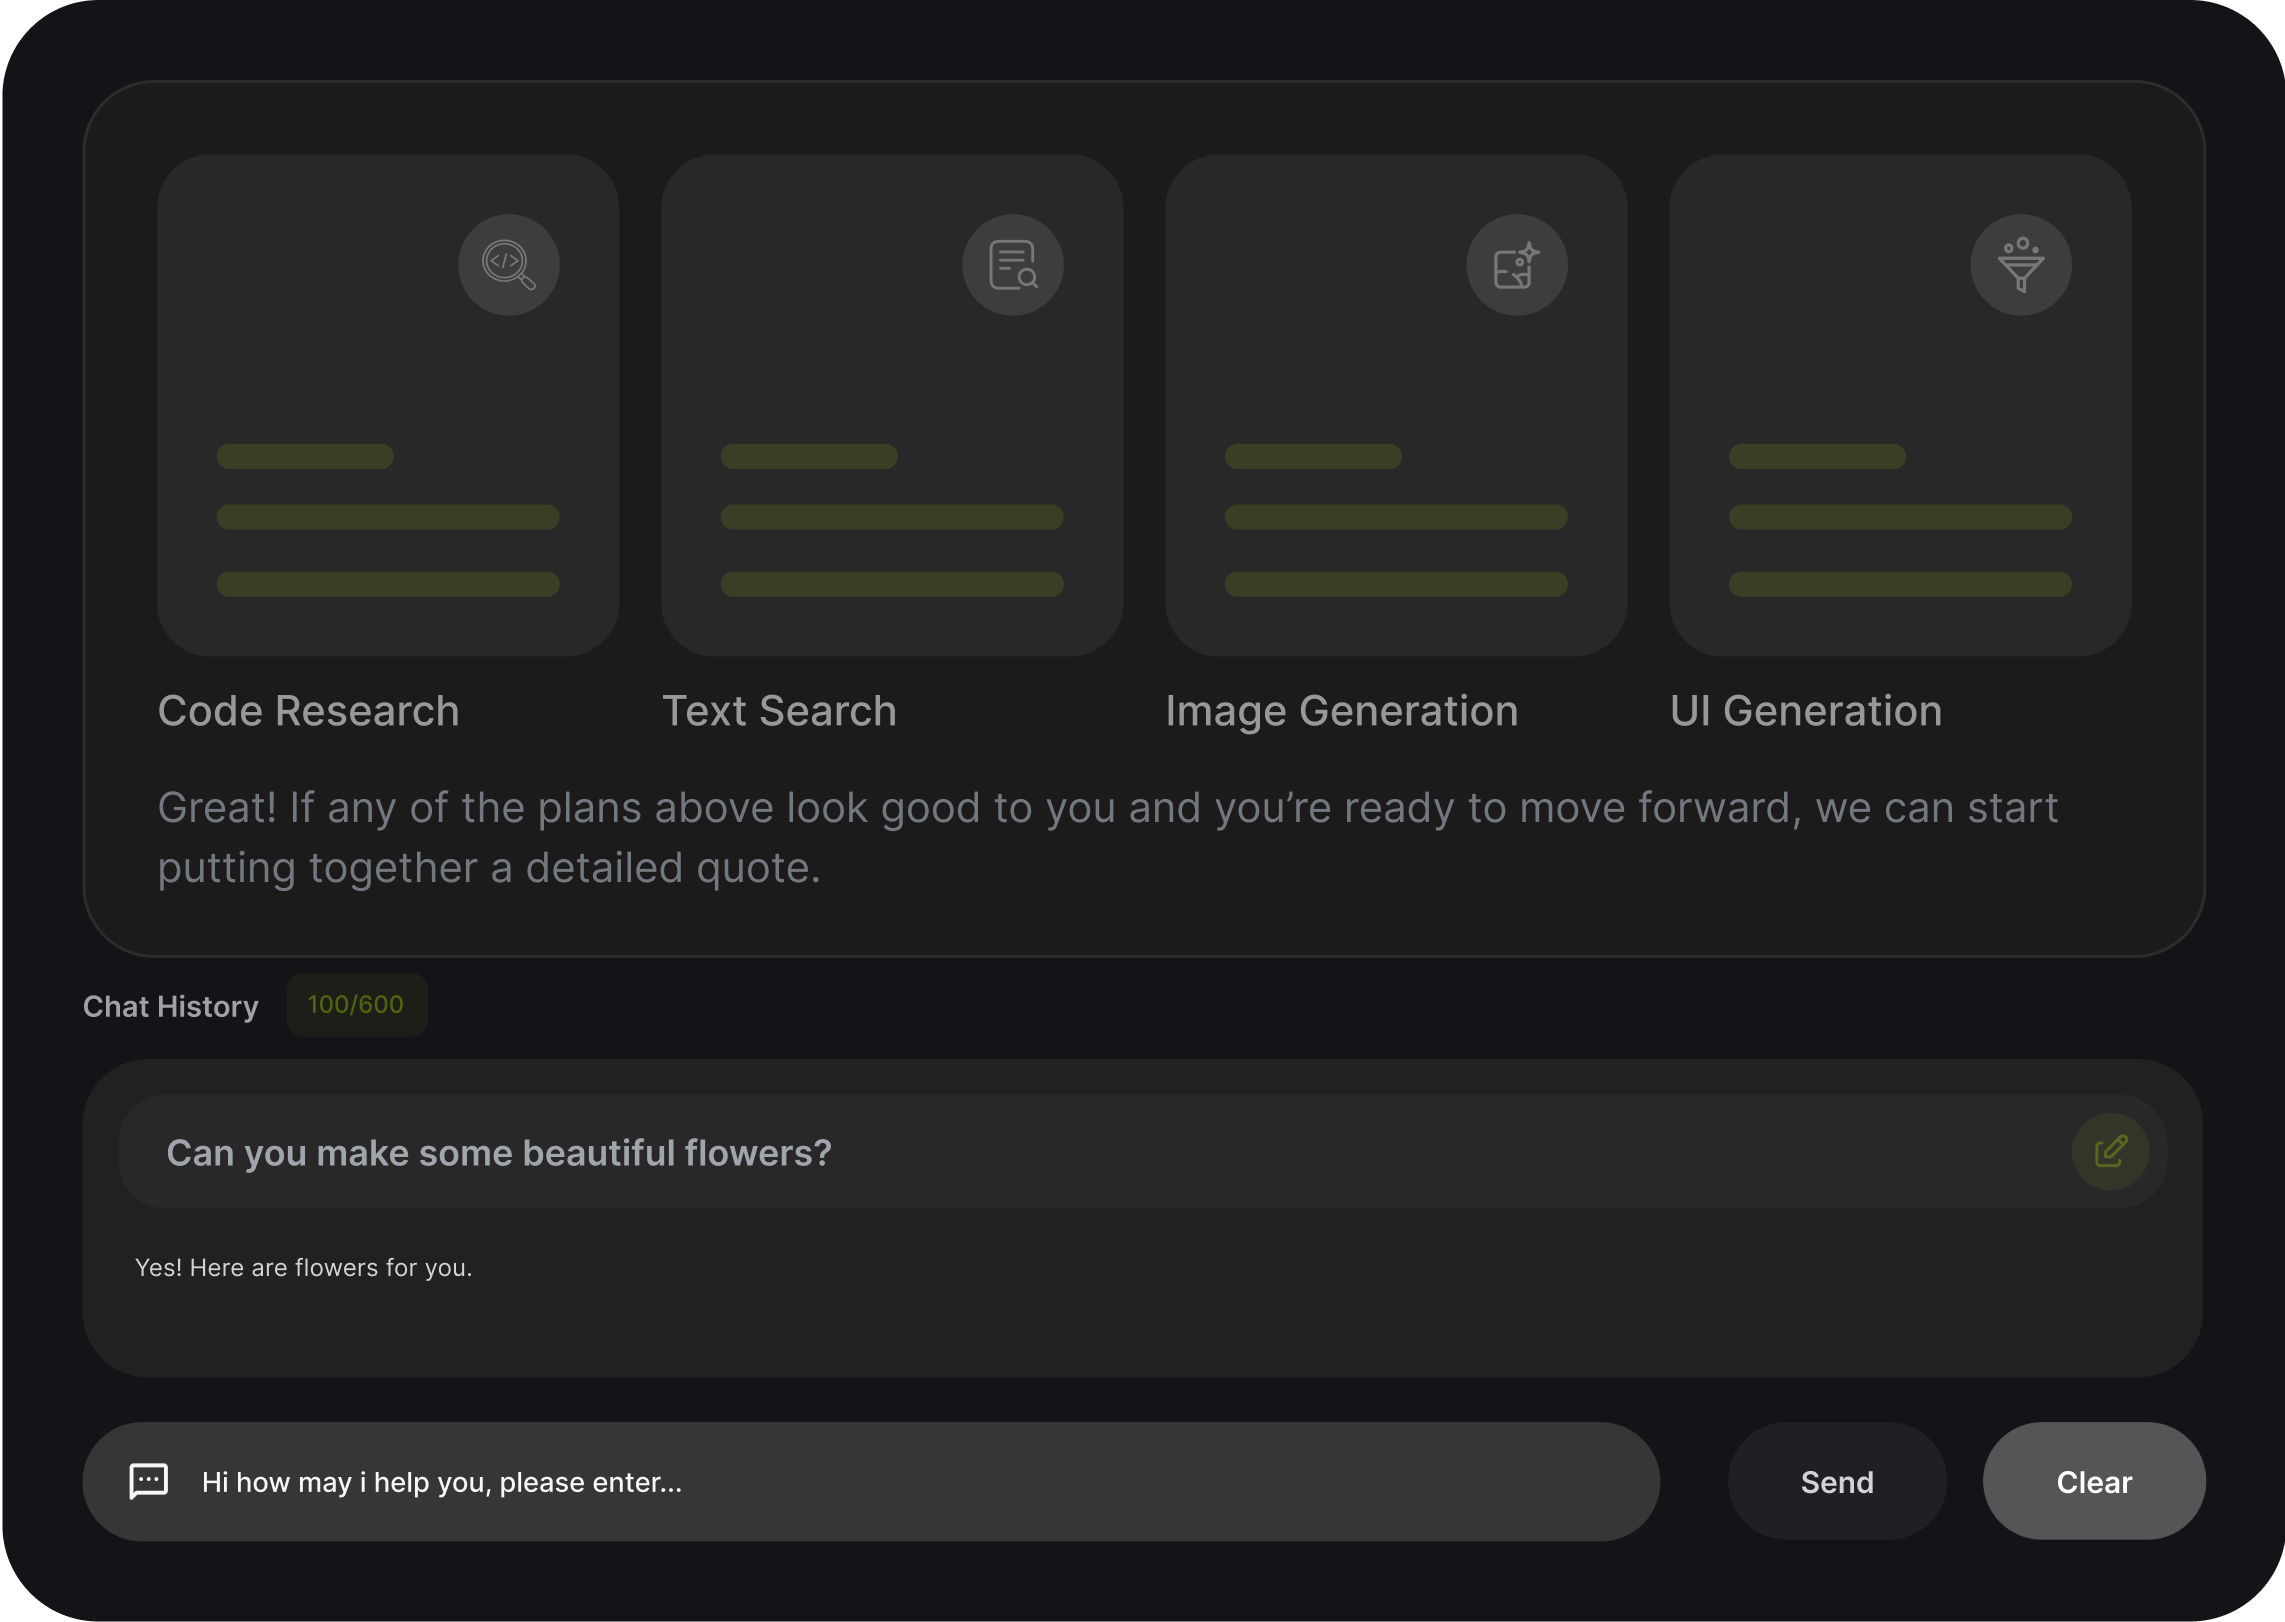 Code Research
Text Search
Image Generation
UI Generation
Great! If any of the plans above look good to you and you’re ready to move forward, we can start
putting together a detailed quote.
Chat History
100/600
Can you make some beautiful flowers?
Yes! Here are flowers for you.
Hi how may i help you, please enter...
Send
Clear